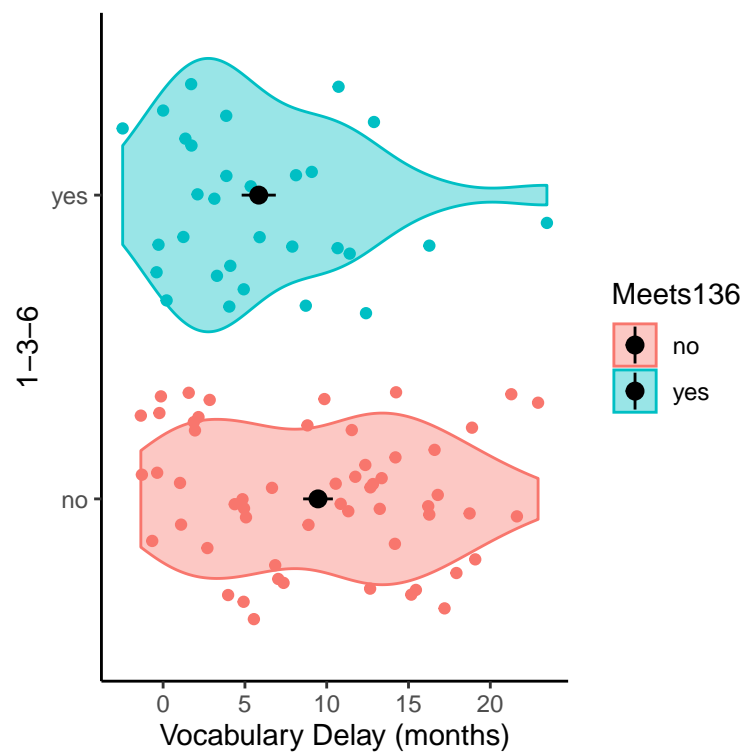 yes
no
1−3−6
0 5 10 15 20
Vocabulary Delay (months)
Meets136
no
yes